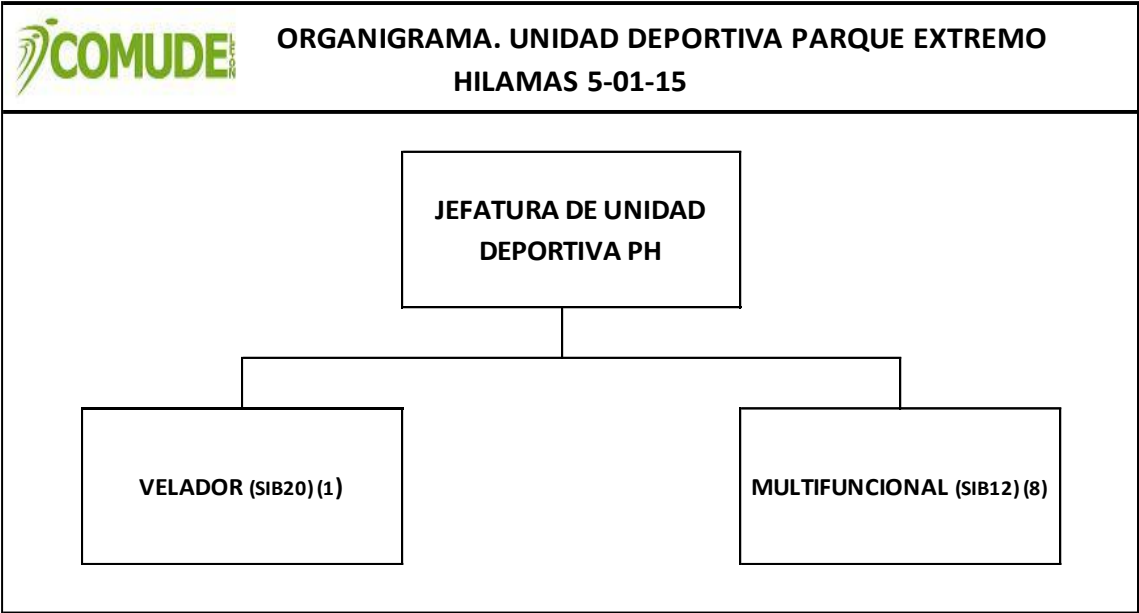 COMUDE
LEON
ORGANIGRAMA. UNIDAD DEPORTIVA PARQUE EXTREMO
HILAMAS 5-01-15
JEFATURA DE UNIDAD
DEPORTIVA PH
VELADOR (SIB20) (1)
MULTIFUNCIONAL (SIB12) (8)